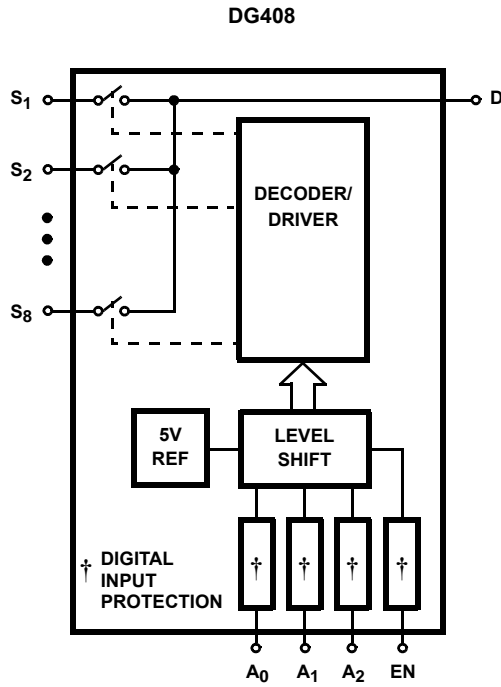 DG408
S1
D
S2
DECODER/
DRIVER
S8
5V
REF
LEVEL
SHIFT
† † † †
† DIGITAL
INPUT
PROTECTION
A0 A1 A2 EN